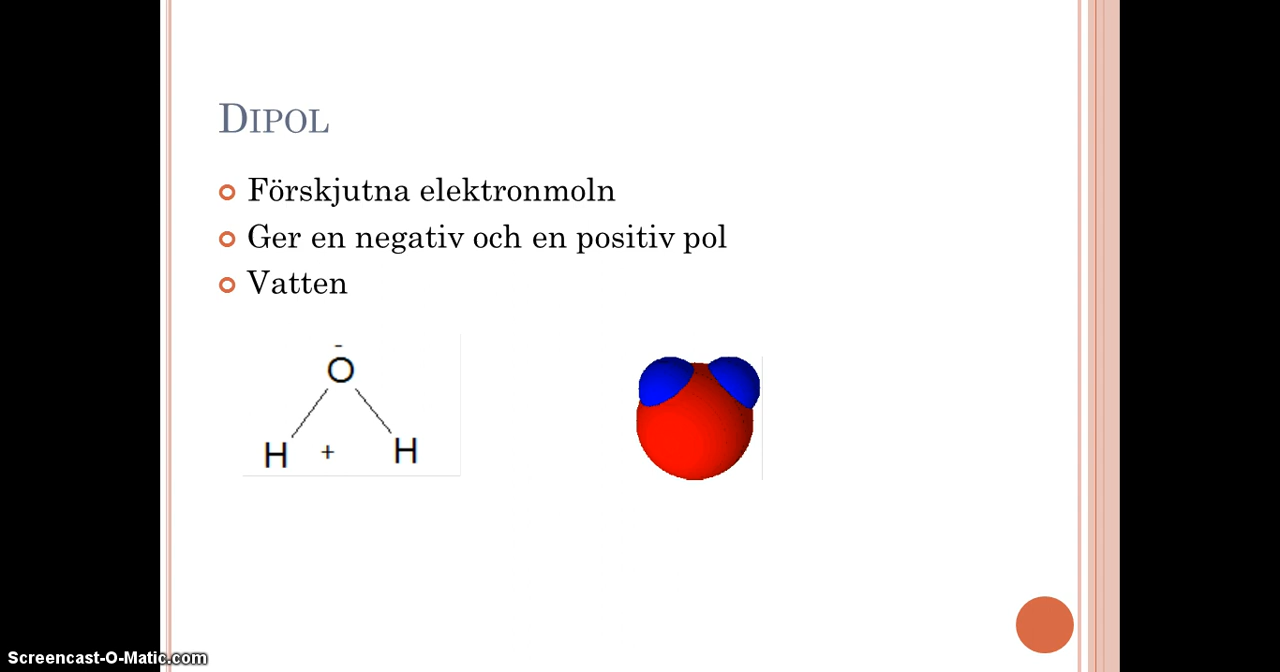 Dipol
Förskjutna elektronmoln
Ger en negativ och en positiv pol
Vatten
-
O
H + H
Screencast-O-Matic.com